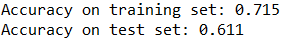 Accuracy on training set: 0.715
Accuracy on test set: 0.611